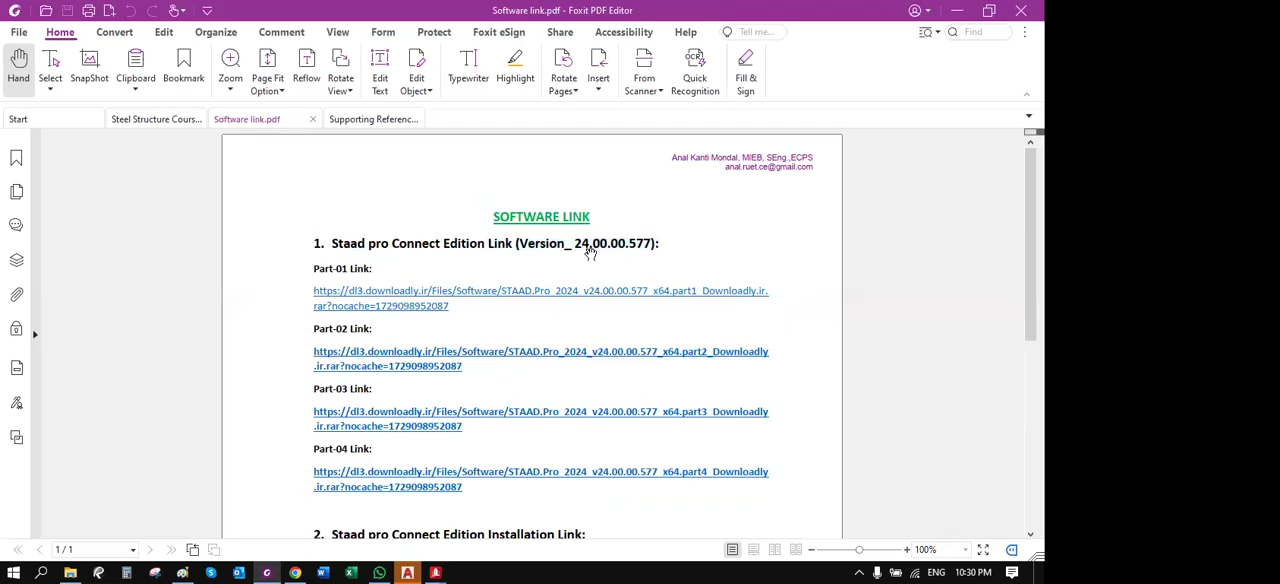 Software link.pdf - Foxit PDF Editor
File Home Convert Edit Organize Comment View Form Protect Foxit eSign Share Accessibility Help Tell me... Find
Hand Select SnapShot Clipboard Bookmark Zoom Page Fit Option Reflow Rotate View Edit Text Edit Object Typewriter Highlight Rotate Pages Insert From Scanner OCR Quick Recognition Fill & Sign
Start Steel Structure Cours... Software link.pdf Supporting Referenc...
Anal Kanti Mondal, MIEB, SEng.,ECPS
anal.ruet.ce@gmail.com
SOFTWARE LINK
1. Staad pro Connect Edition Link (Version_ 24.00.00.577):
Part-01 Link:
https://dl3.downloadly.ir/Files/Software/STAAD.Pro_2024_v24.00.00.577_x64.part1_Downloadly.ir.
rar?nocache=1729098952087
Part-02 Link:
https://dl3.downloadly.ir/Files/Software/STAAD.Pro_2024_v24.00.00.577_x64.part2_Downloadly
.ir.rar?nocache=1729098952087
Part-03 Link:
https://dl3.downloadly.ir/Files/Software/STAAD.Pro_2024_v24.00.00.577_x64.part3_Downloadly
.ir.rar?nocache=1729098952087
Part-04 Link:
https://dl3.downloadly.ir/Files/Software/STAAD.Pro_2024_v24.00.00.577_x64.part4_Downloadly
.ir.rar?nocache=1729098952087
2. Staad pro Connect Edition Installation Link:
1 / 1 100%
ENG 10:30 PM